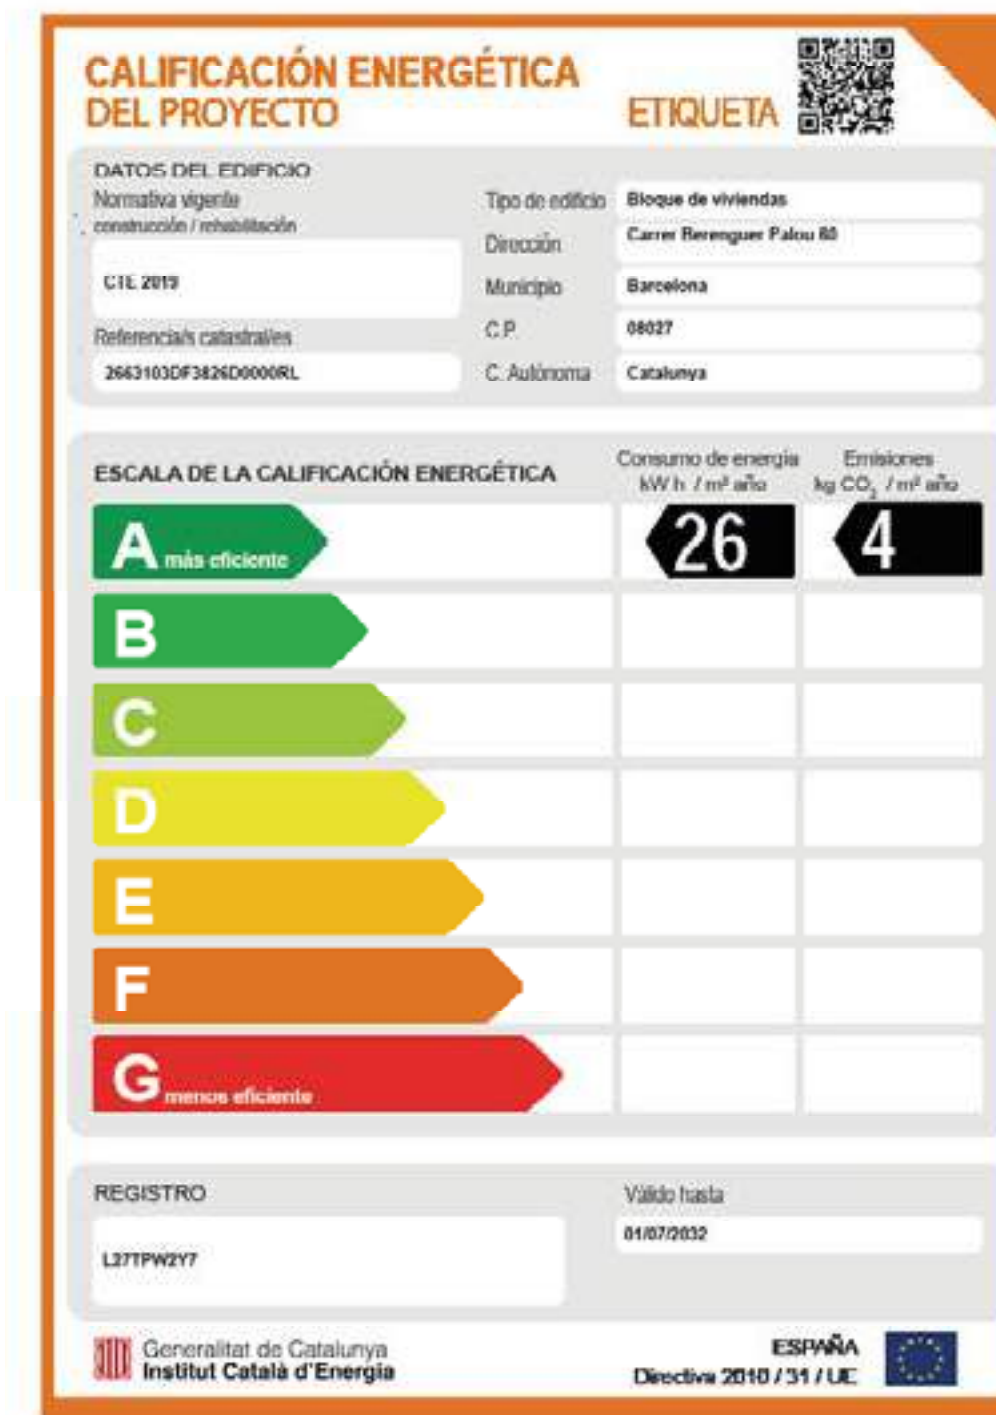 CALIFICACIÓN ENERGÉTICA
DEL PROYECTO
ETIQUETA
DATOS DEL EDIFICIO
Normativa vigente
construcción / rehabilitación
CTE 2019
Referencia/s catastral/es
2663103DF3826D0000RL
Tipo de edificio Bloque de viviendas
Dirección Carrer Berenguer Palou 60
Municipio Barcelona
C.P. 08027
C. Autónoma Catalunya
ESCALA DE LA CALIFICACIÓN ENERGÉTICA
Consumo de energía
kW h / m² año
Emisiones
kg CO₂ / m² año
A más eficiente 26 4
B
C
D
E
F
G menos eficiente
REGISTRO
L27TPW2Y7
Válido hasta
01/07/2032
Generalitat de Catalunya
Institut Català d'Energia
ESPAÑA
Directiva 2010 / 31 / UE